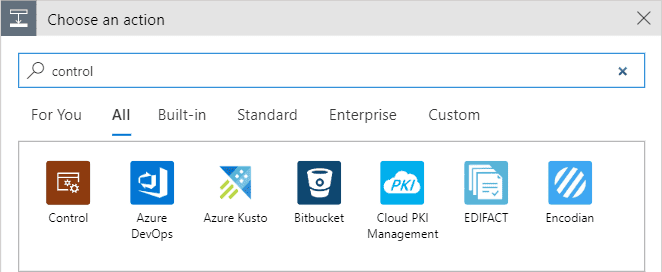 Choose an action
control
For You All Built-in Standard Enterprise Custom
PKI
Control Azure DevOps Azure Kusto Bitbucket Cloud PKI Management EDIFACT Encodian